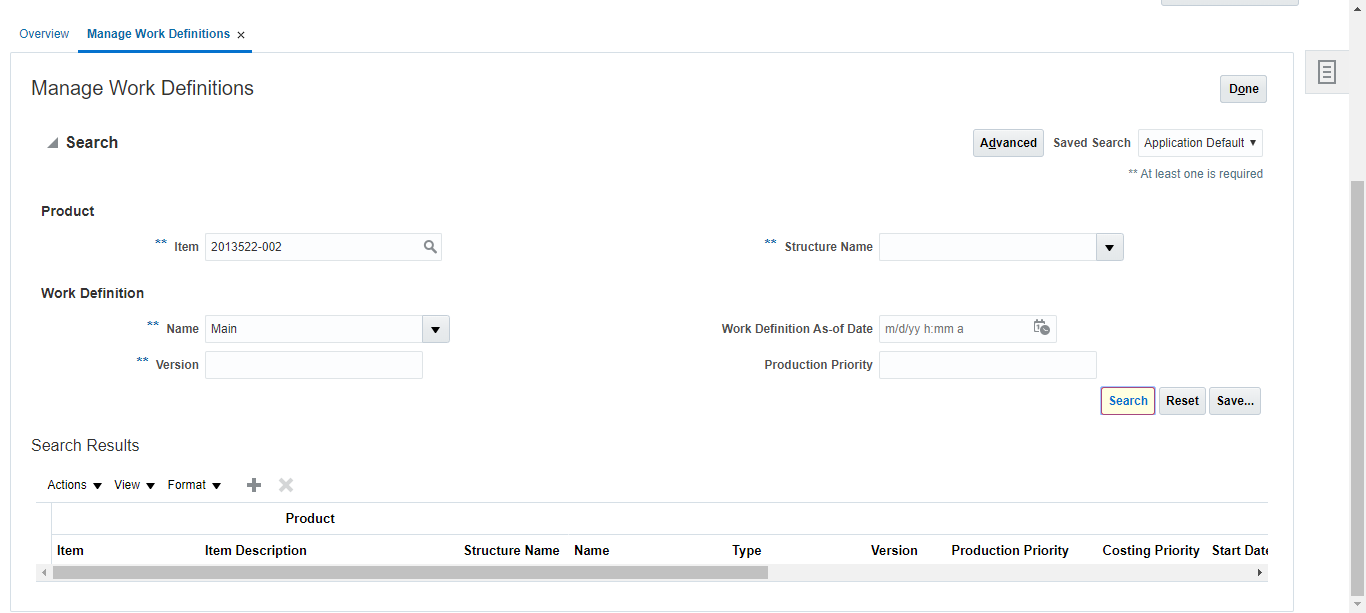 Overview Manage Work Definitions ×
Manage Work Definitions Done
Search Advanced Saved Search Application Default
** At least one is required
Product
** Item 2013522-002 ** Structure Name
Work Definition
** Name Main Work Definition As-of Date m/d/yy h:mm a
** Version Production Priority
Search Reset Save...
Search Results
Actions View Format
Product
Item Item Description Structure Name Name Type Version Production Priority Costing Priority Start Date